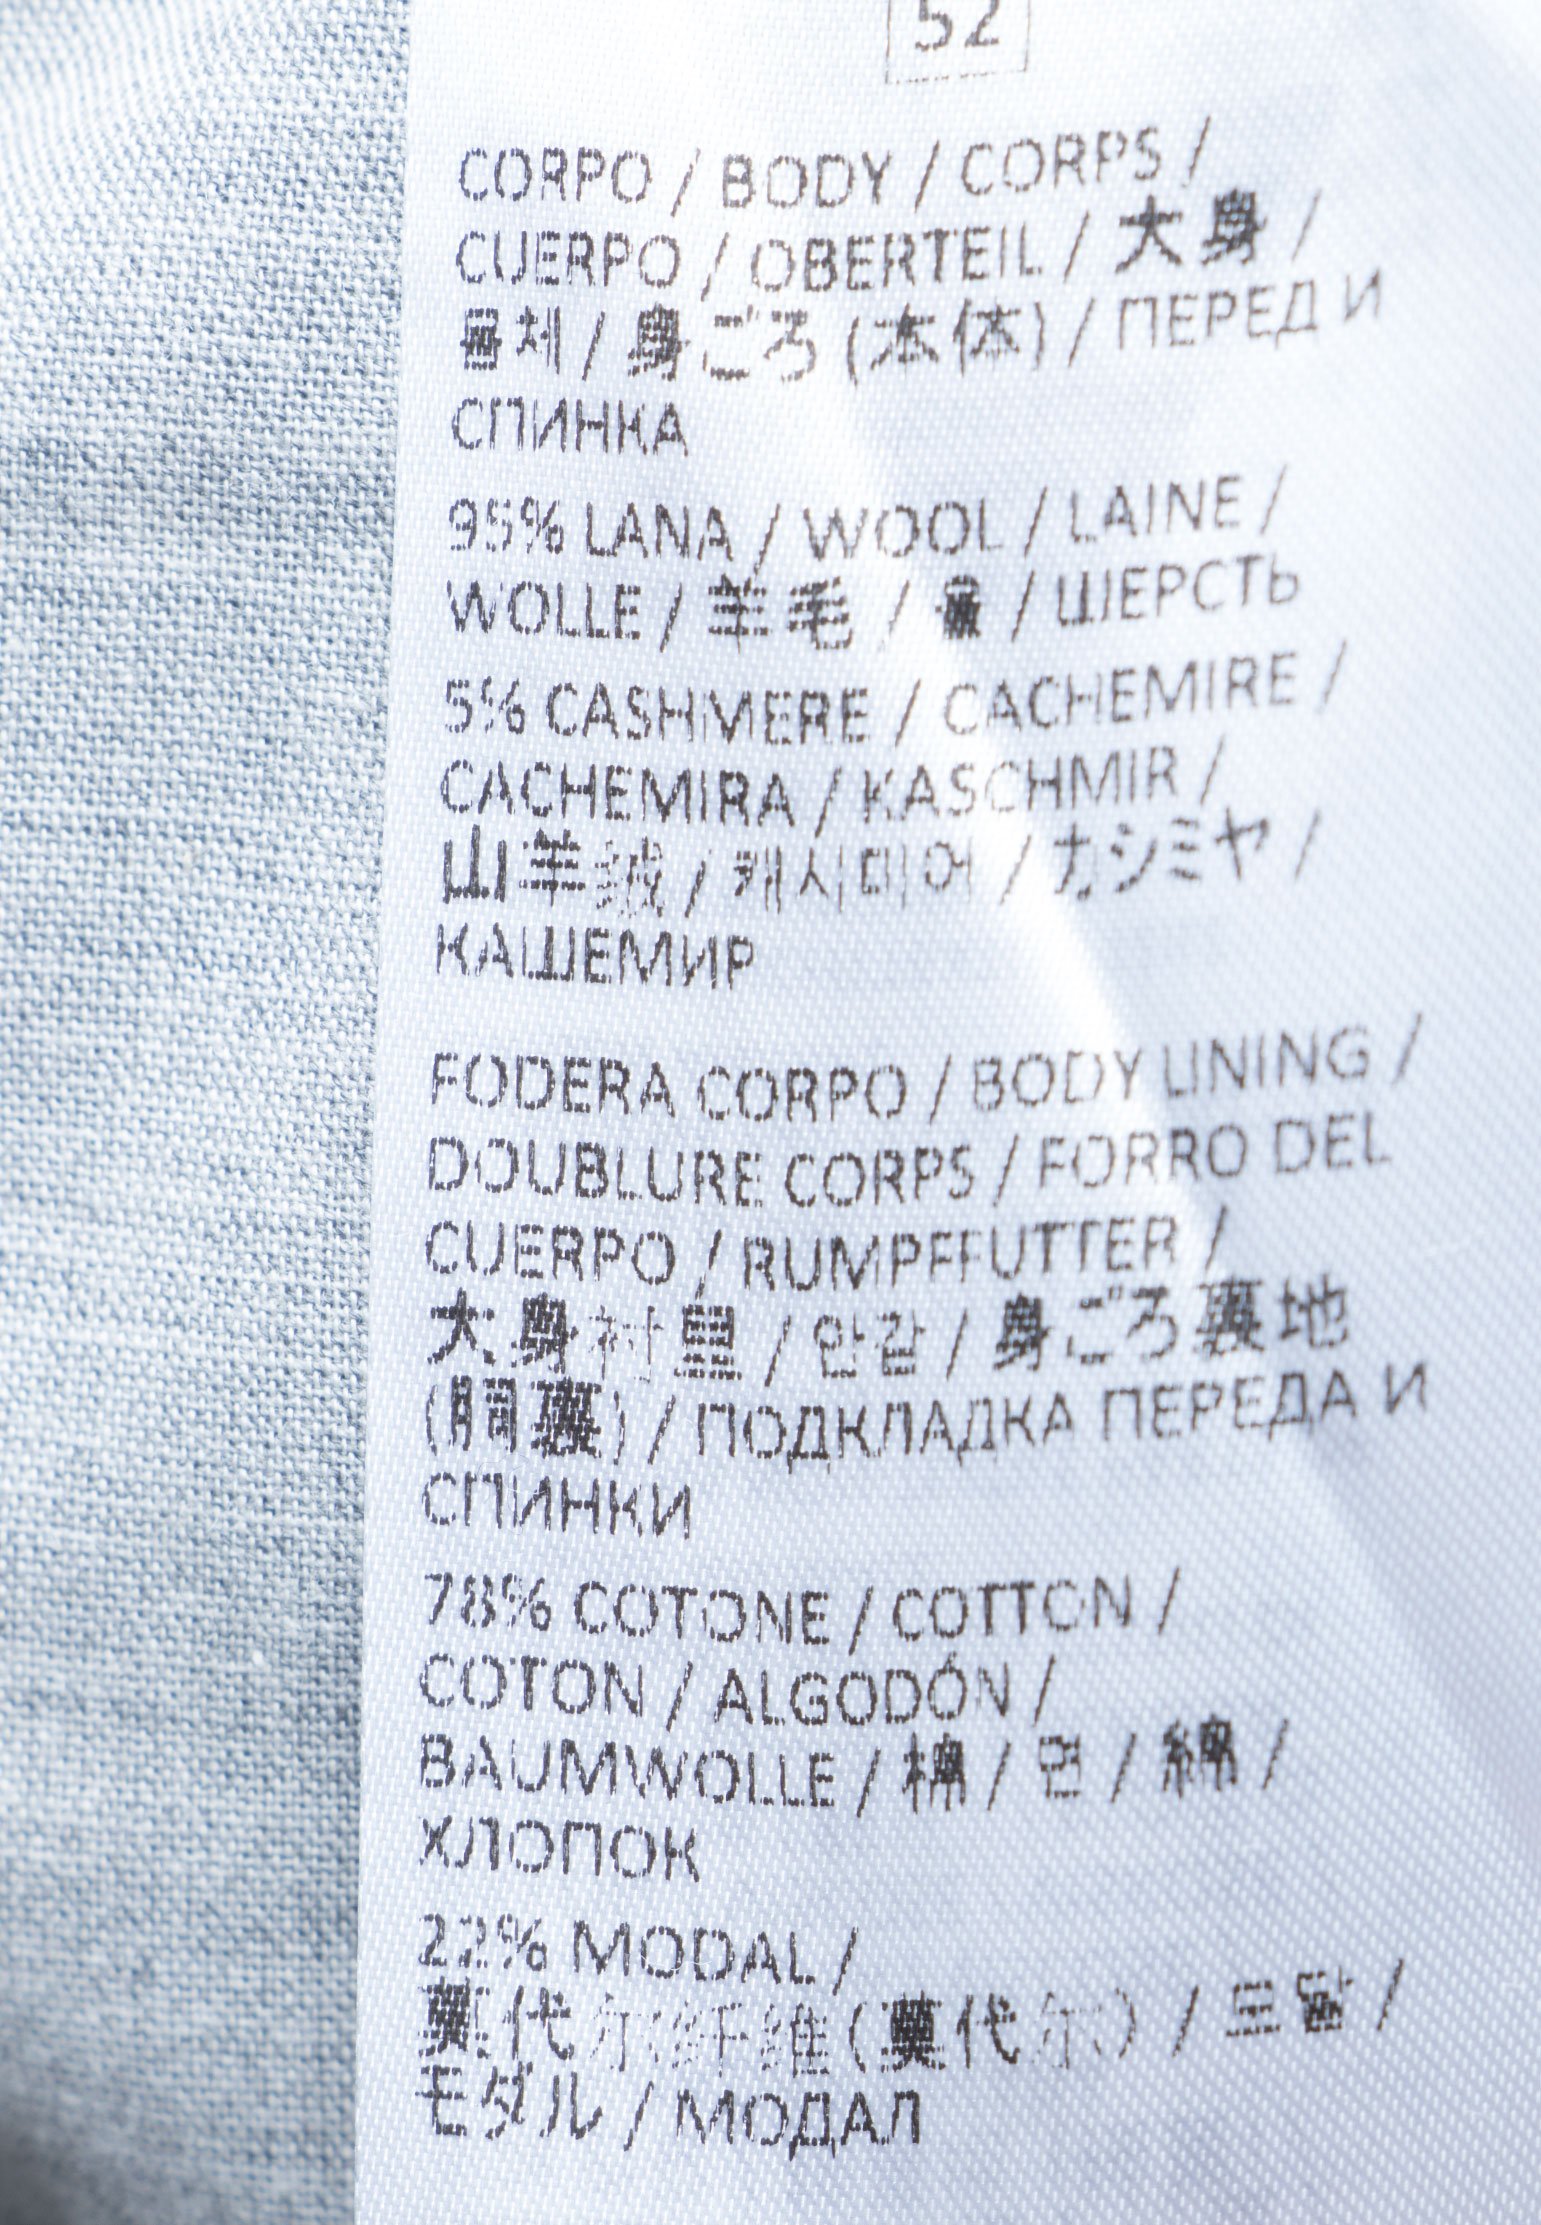 52
CORPO / BODY / CORPS /
CUERPO / OBERTEIL / 大身 /
몸체 / 身ごろ (本体) / ПЕРЕД И
СПИНКА
95% LANA / WOOL / LAINE /
WOLLE / 羊毛 / 울 / ШЕРСТЬ
5% CASHMERE / CACHEMIRE /
CACHEMIRA / KASCHMIR /
山羊绒 / 캐시미어 / カシミヤ /
КАШЕМИР
FODERA CORPO / BODY LINING /
DOUBLURE CORPS / FORRO DEL
CUERPO / RUMPFFUTTER /
大身衬里 / 안감 / 身ごろ裏地
(胴裏) / ПОДКЛАДКА ПЕРЕДА И
СПИНКИ
78% COTONE / COTTON /
COTON / ALGODÓN /
BAUMWOLLE / 棉 / 면 / 綿 /
ХЛОПОК
22% MODAL /
莫代尔纤维 (莫代尔) / 모달 /
モダル / МОДАЛ